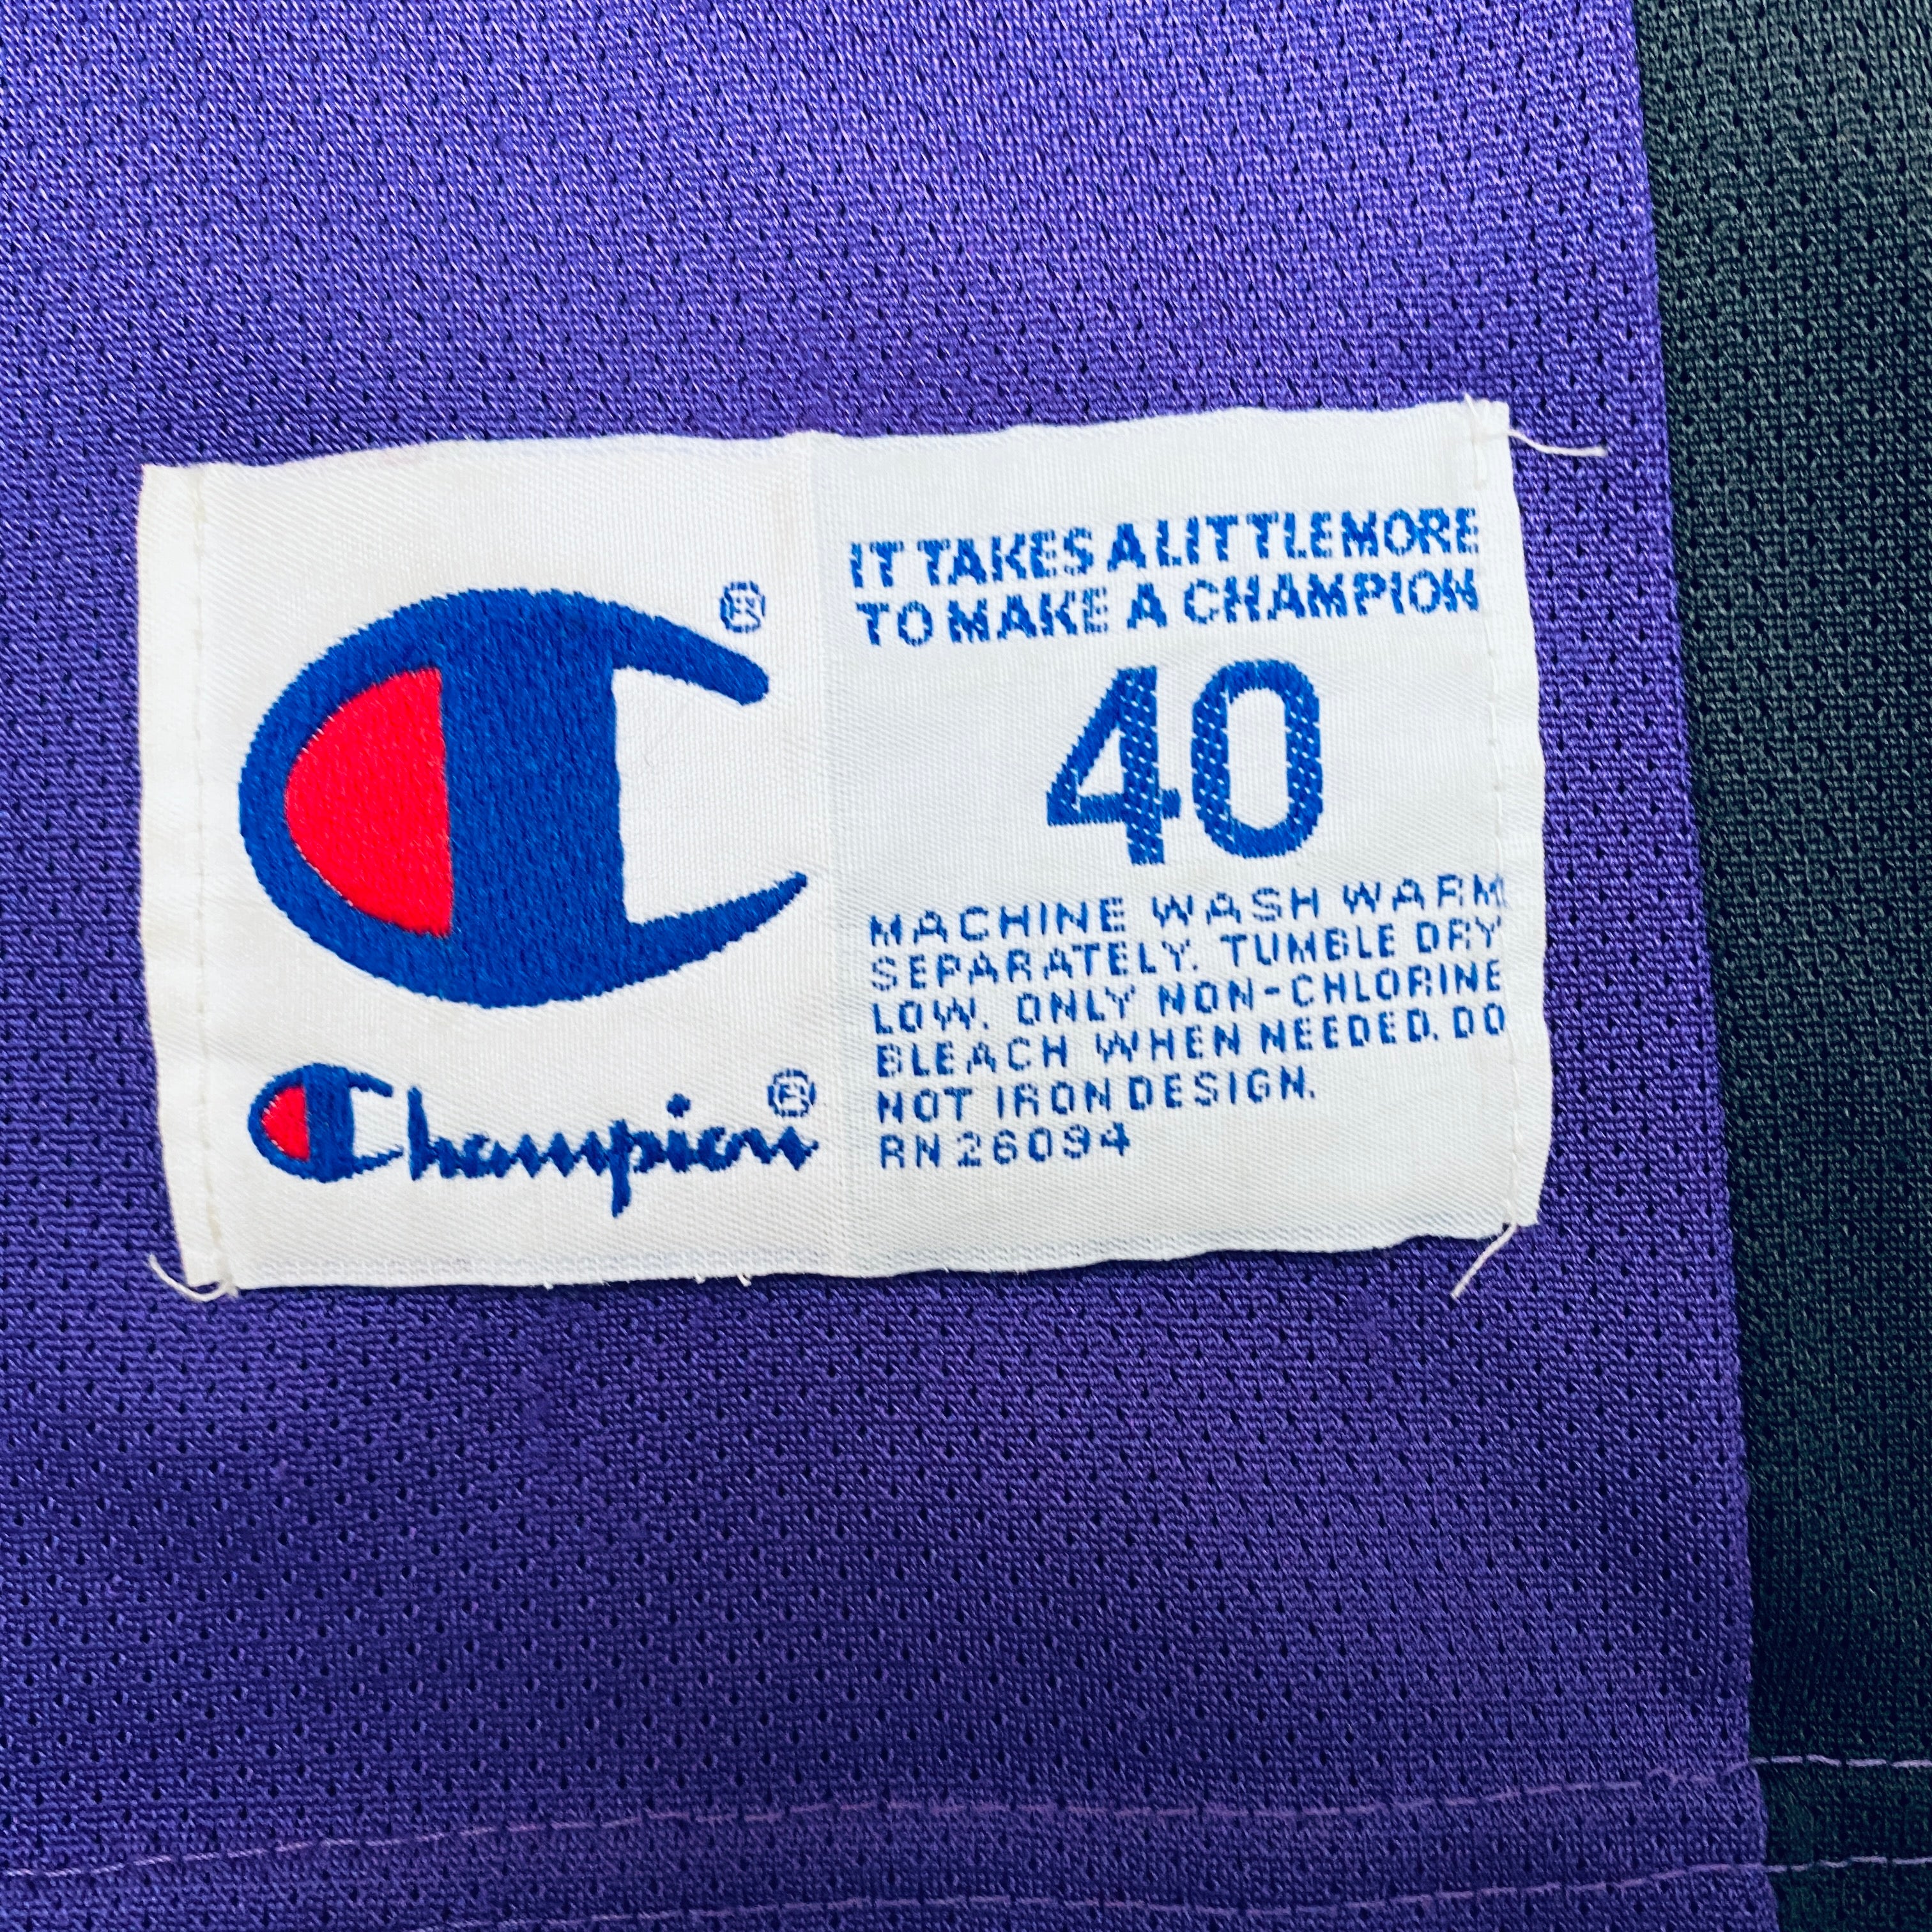 IT TAKES A LITTLE MORE
TO MAKE A CHAMPION
40
MACHINE WASH WARM
SEPARATELY. TUMBLE DRY
LOW. ONLY NON-CHLORINE
BLEACH WHEN NEEDED. DO
NOT IRON DESIGN.
RN 26094
®
Champion®